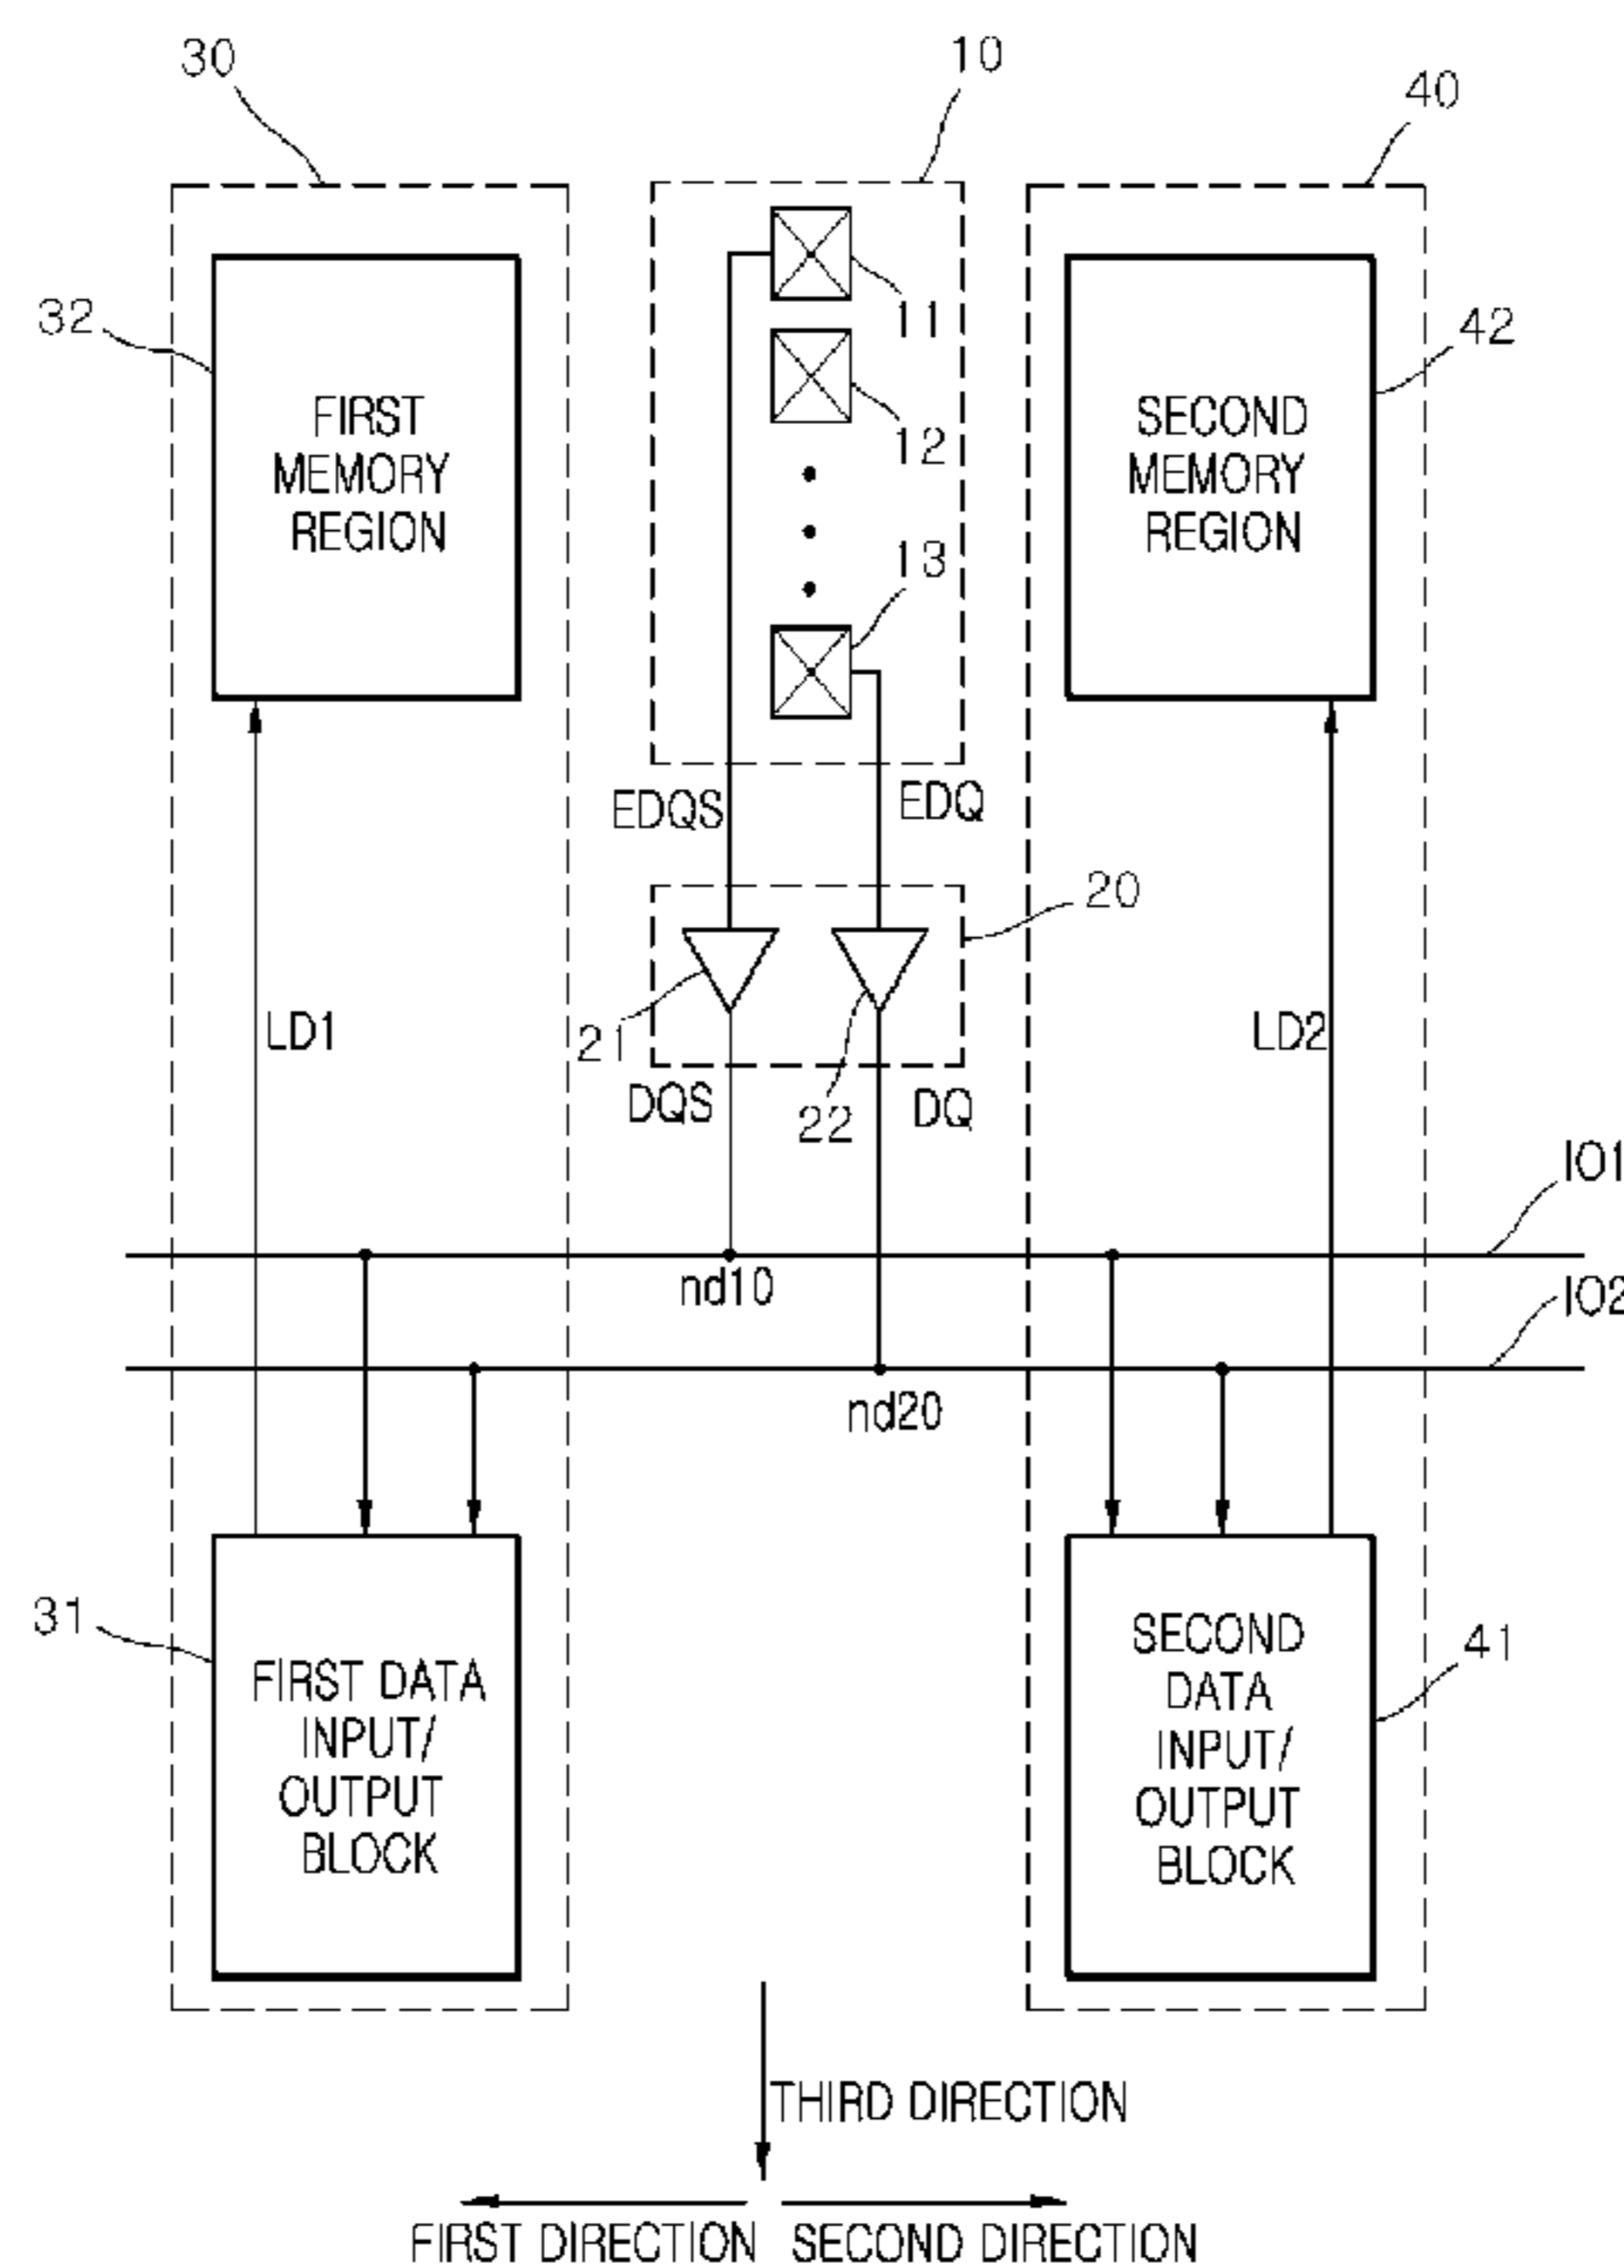 30
10
40
32
11
42
12
FIRST
MEMORY
REGION
SECOND
MEMORY
REGION
13
EDQS
EDQ
20
LD1
21
LD2
DQS
22
DQ
IO1
nd10
IO2
nd20
31
41
FIRST DATA
INPUT/
OUTPUT
BLOCK
SECOND
DATA
INPUT/
OUTPUT
BLOCK
THIRD DIRECTION
FIRST DIRECTION
SECOND DIRECTION